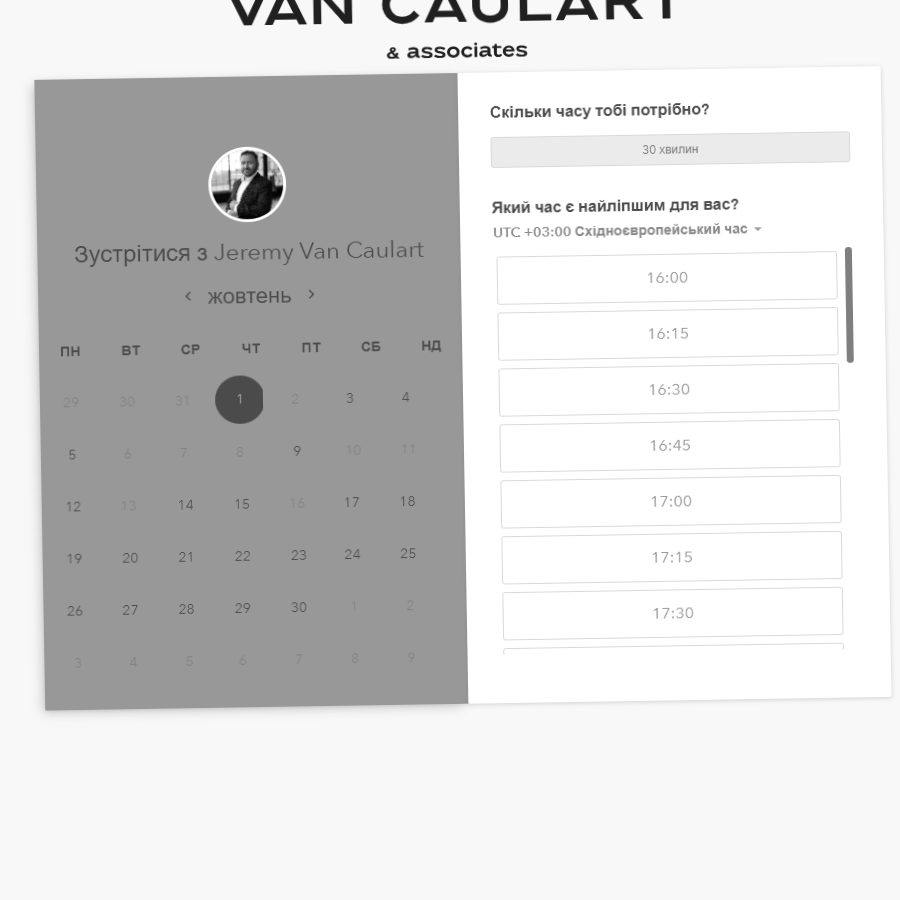 VAN CAULART
& associates
Зустрітися з Jeremy Van Caulart
жовтень
ПН ВТ СР ЧТ ПТ СБ НД
29 30 31 1 2 3 4
5 6 7 8 9 10 11
12 13 14 15 16 17 18
19 20 21 22 23 24 25
26 27 28 29 30 1 2
3 4 5 6 7 8 9
Скільки часу тобі потрібно?
30 хвилин
Який час є найліпшим для вас?
UTC +03:00 Східноєвропейський час
16:00
16:15
16:30
16:45
17:00
17:15
17:30